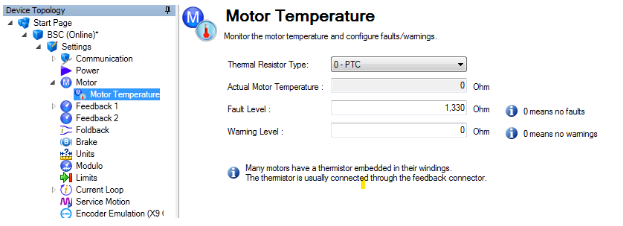 Device Topology
Start Page
BSC (Online)*
Settings
Communication
Power
Motor
Motor Temperature
Feedback 1
Feedback 2
Foldback
Brake
Units
Modulo
Limits
Current Loop
Service Motion
Encoder Emulation (X9 (
M
Motor Temperature
Monitor the motor temperature and configure faults/warnings.
Thermal Resistor Type: 0 - PTC
Actual Motor Temperature : 0 Ohm
Fault Level : 1,330 Ohm 0 means no faults
Warning Level : 0 Ohm 0 means no warnings
Many motors have a thermistor embedded in their windings.
The thermistor is usually connected through the feedback connector.